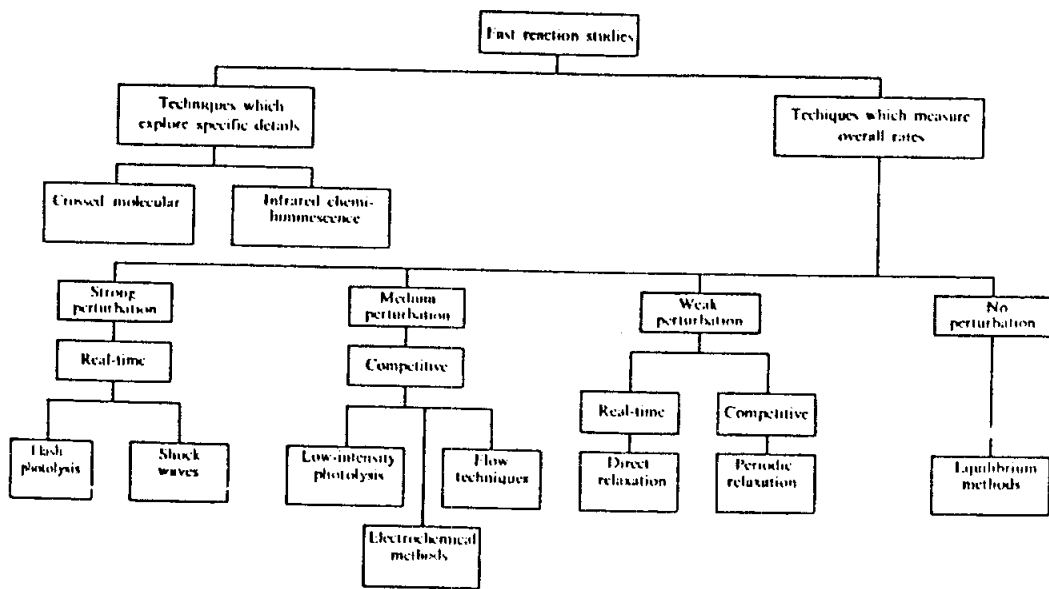 Fast reaction studies
Techniques which
explore specific details
Techiques which measure
overall rates
Crossed molecular
Infrared chemi-
luminescence
Strong
perturbation
Medium
perturbation
Weak
perturbation
No
perturbation
Real-time
Competitive
Real-time
Competitive
Flash
photolysis
Shock
waves
Low-intensity
photolysis
Flow
techniques
Direct
relaxation
Periodic
relaxation
Equilibrium
methods
Electrochemical
methods